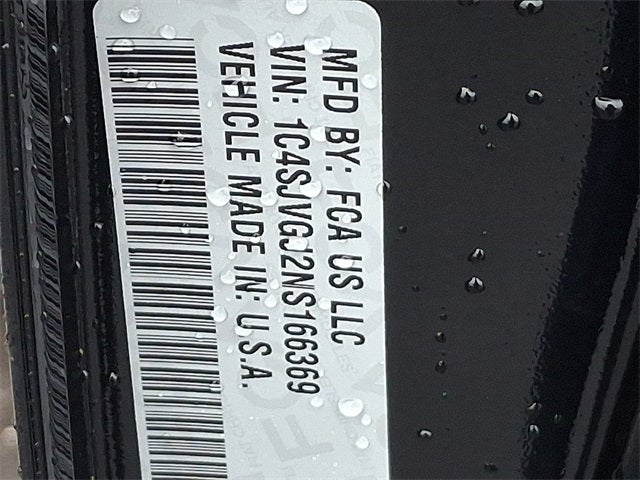 MFD BY: FCA US LLC
VIN: 1C4SJVGJ2NS166369
VEHICLE MADE IN: U.S.A.